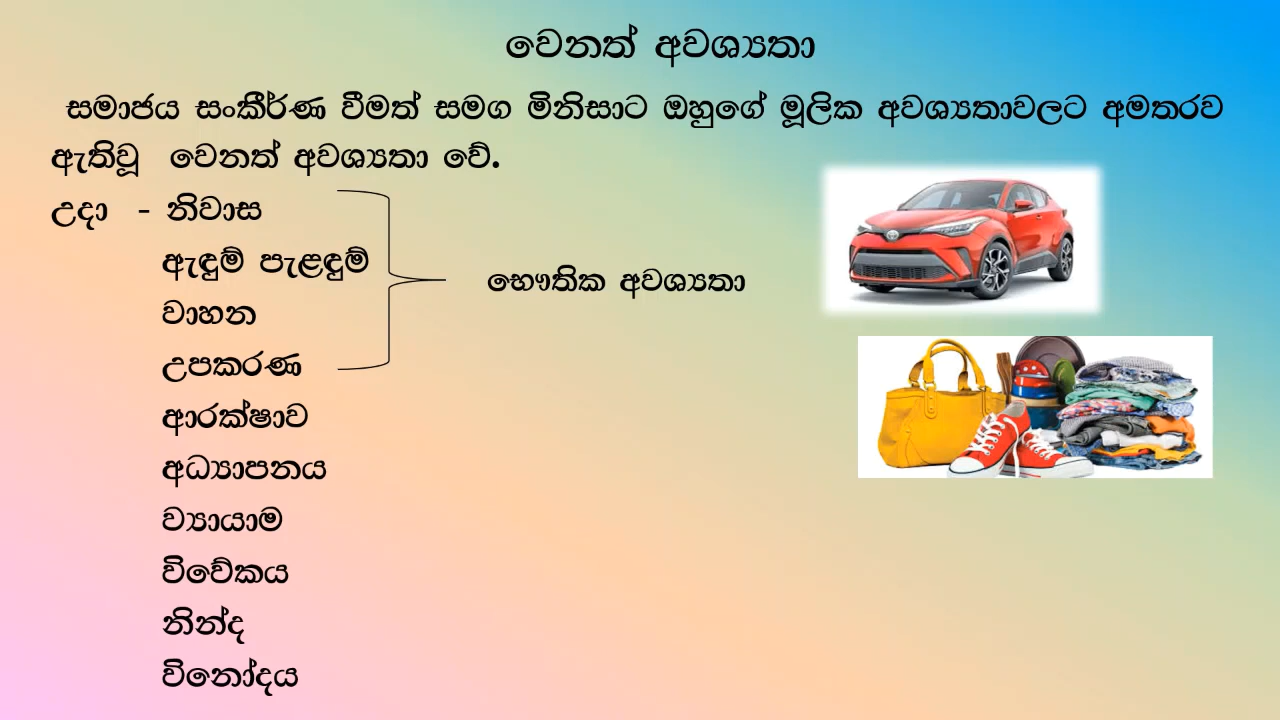 වෙනත් අවශ්‍යතා
සමාජය සංකීර්ණ වීමත් සමග මිනිසාට ඔහුගේ මූලික අවශ්‍යතාවලට අමතරව
ඇතිවූ වෙනත් අවශ්‍යතා වේ.
උදා - නිවාස
ඇඳුම් පැළඳුම්
වාහන
උපකරණ
භෞතික අවශ්‍යතා
ආරක්ෂාව
අධ්‍යාපනය
ව්‍යායාම
විවේකය
නින්ද
විනෝදය